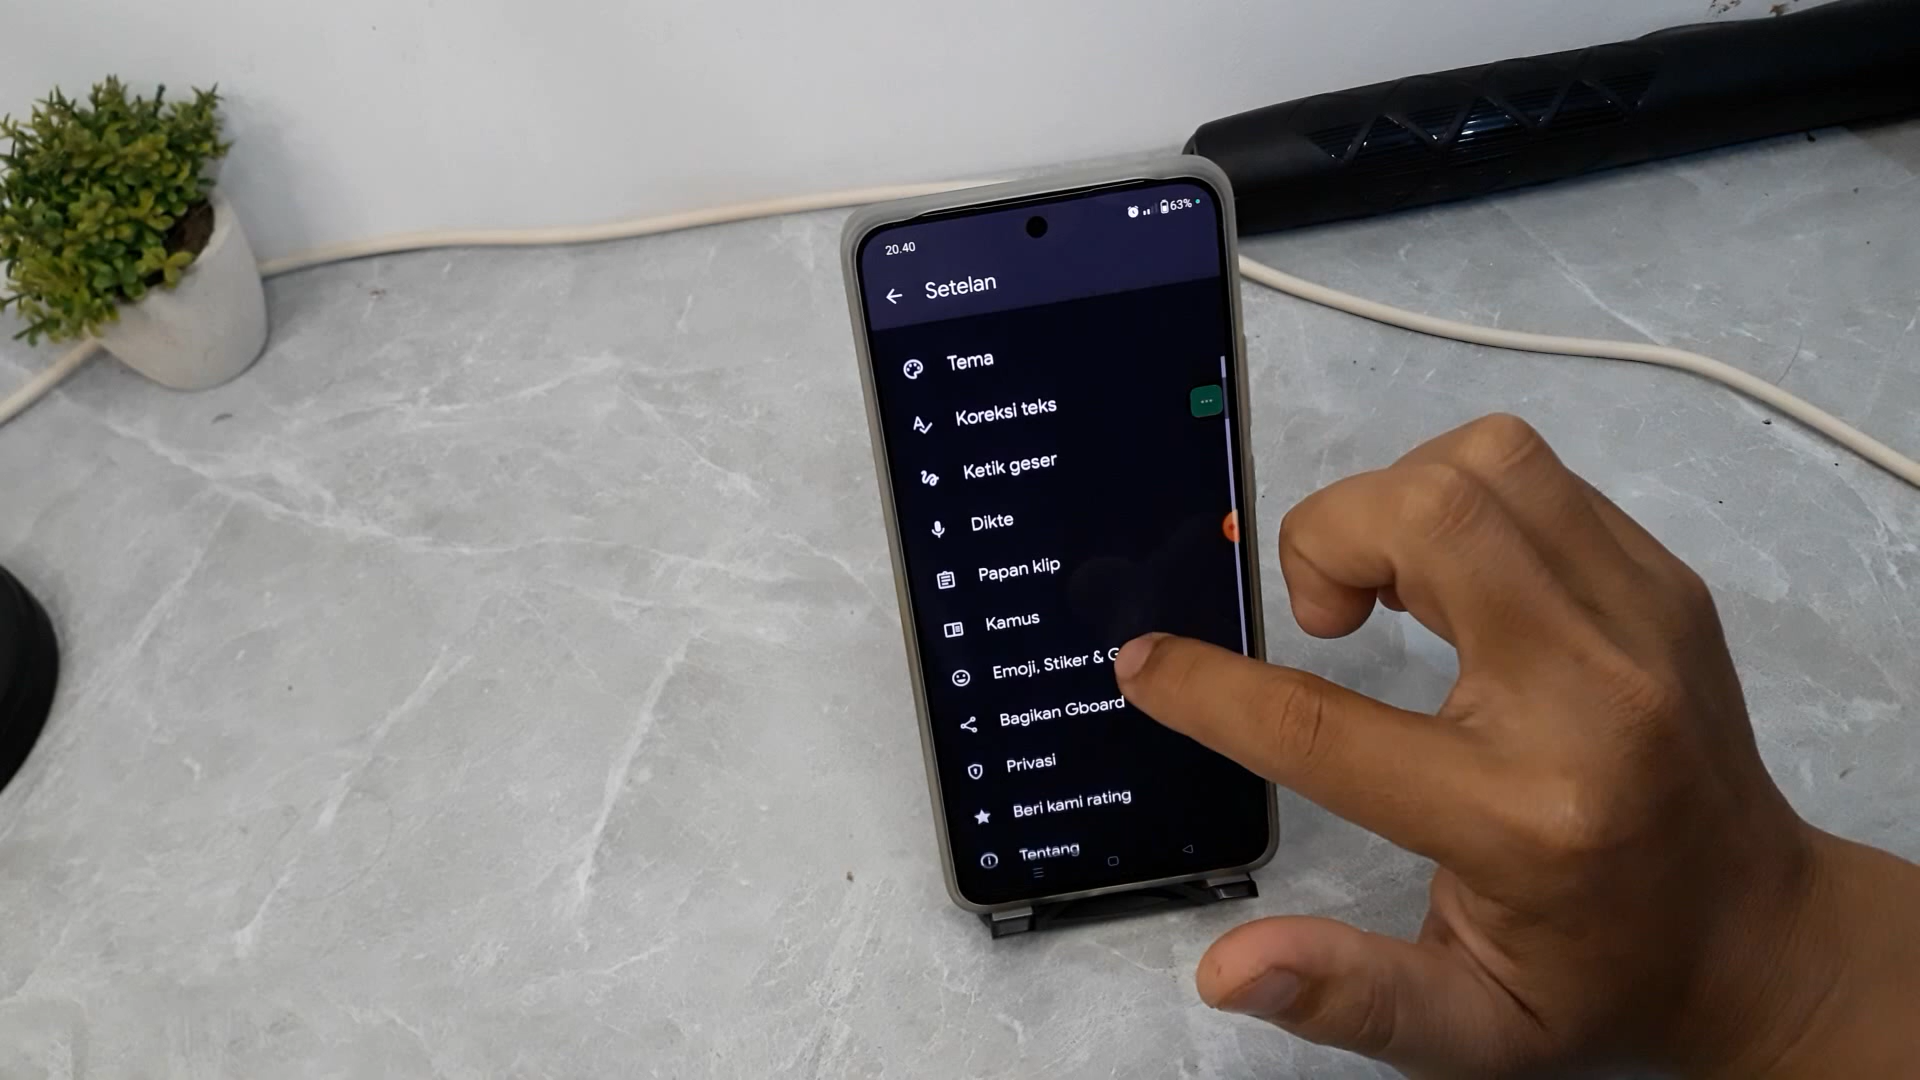 20.40
63%
Setelan
Tema
Koreksi teks
Ketik geser
Dikte
Papan klip
Kamus
Emoji, Stiker & G
Bagikan Gboard
Privasi
Beri kami rating
Tentang